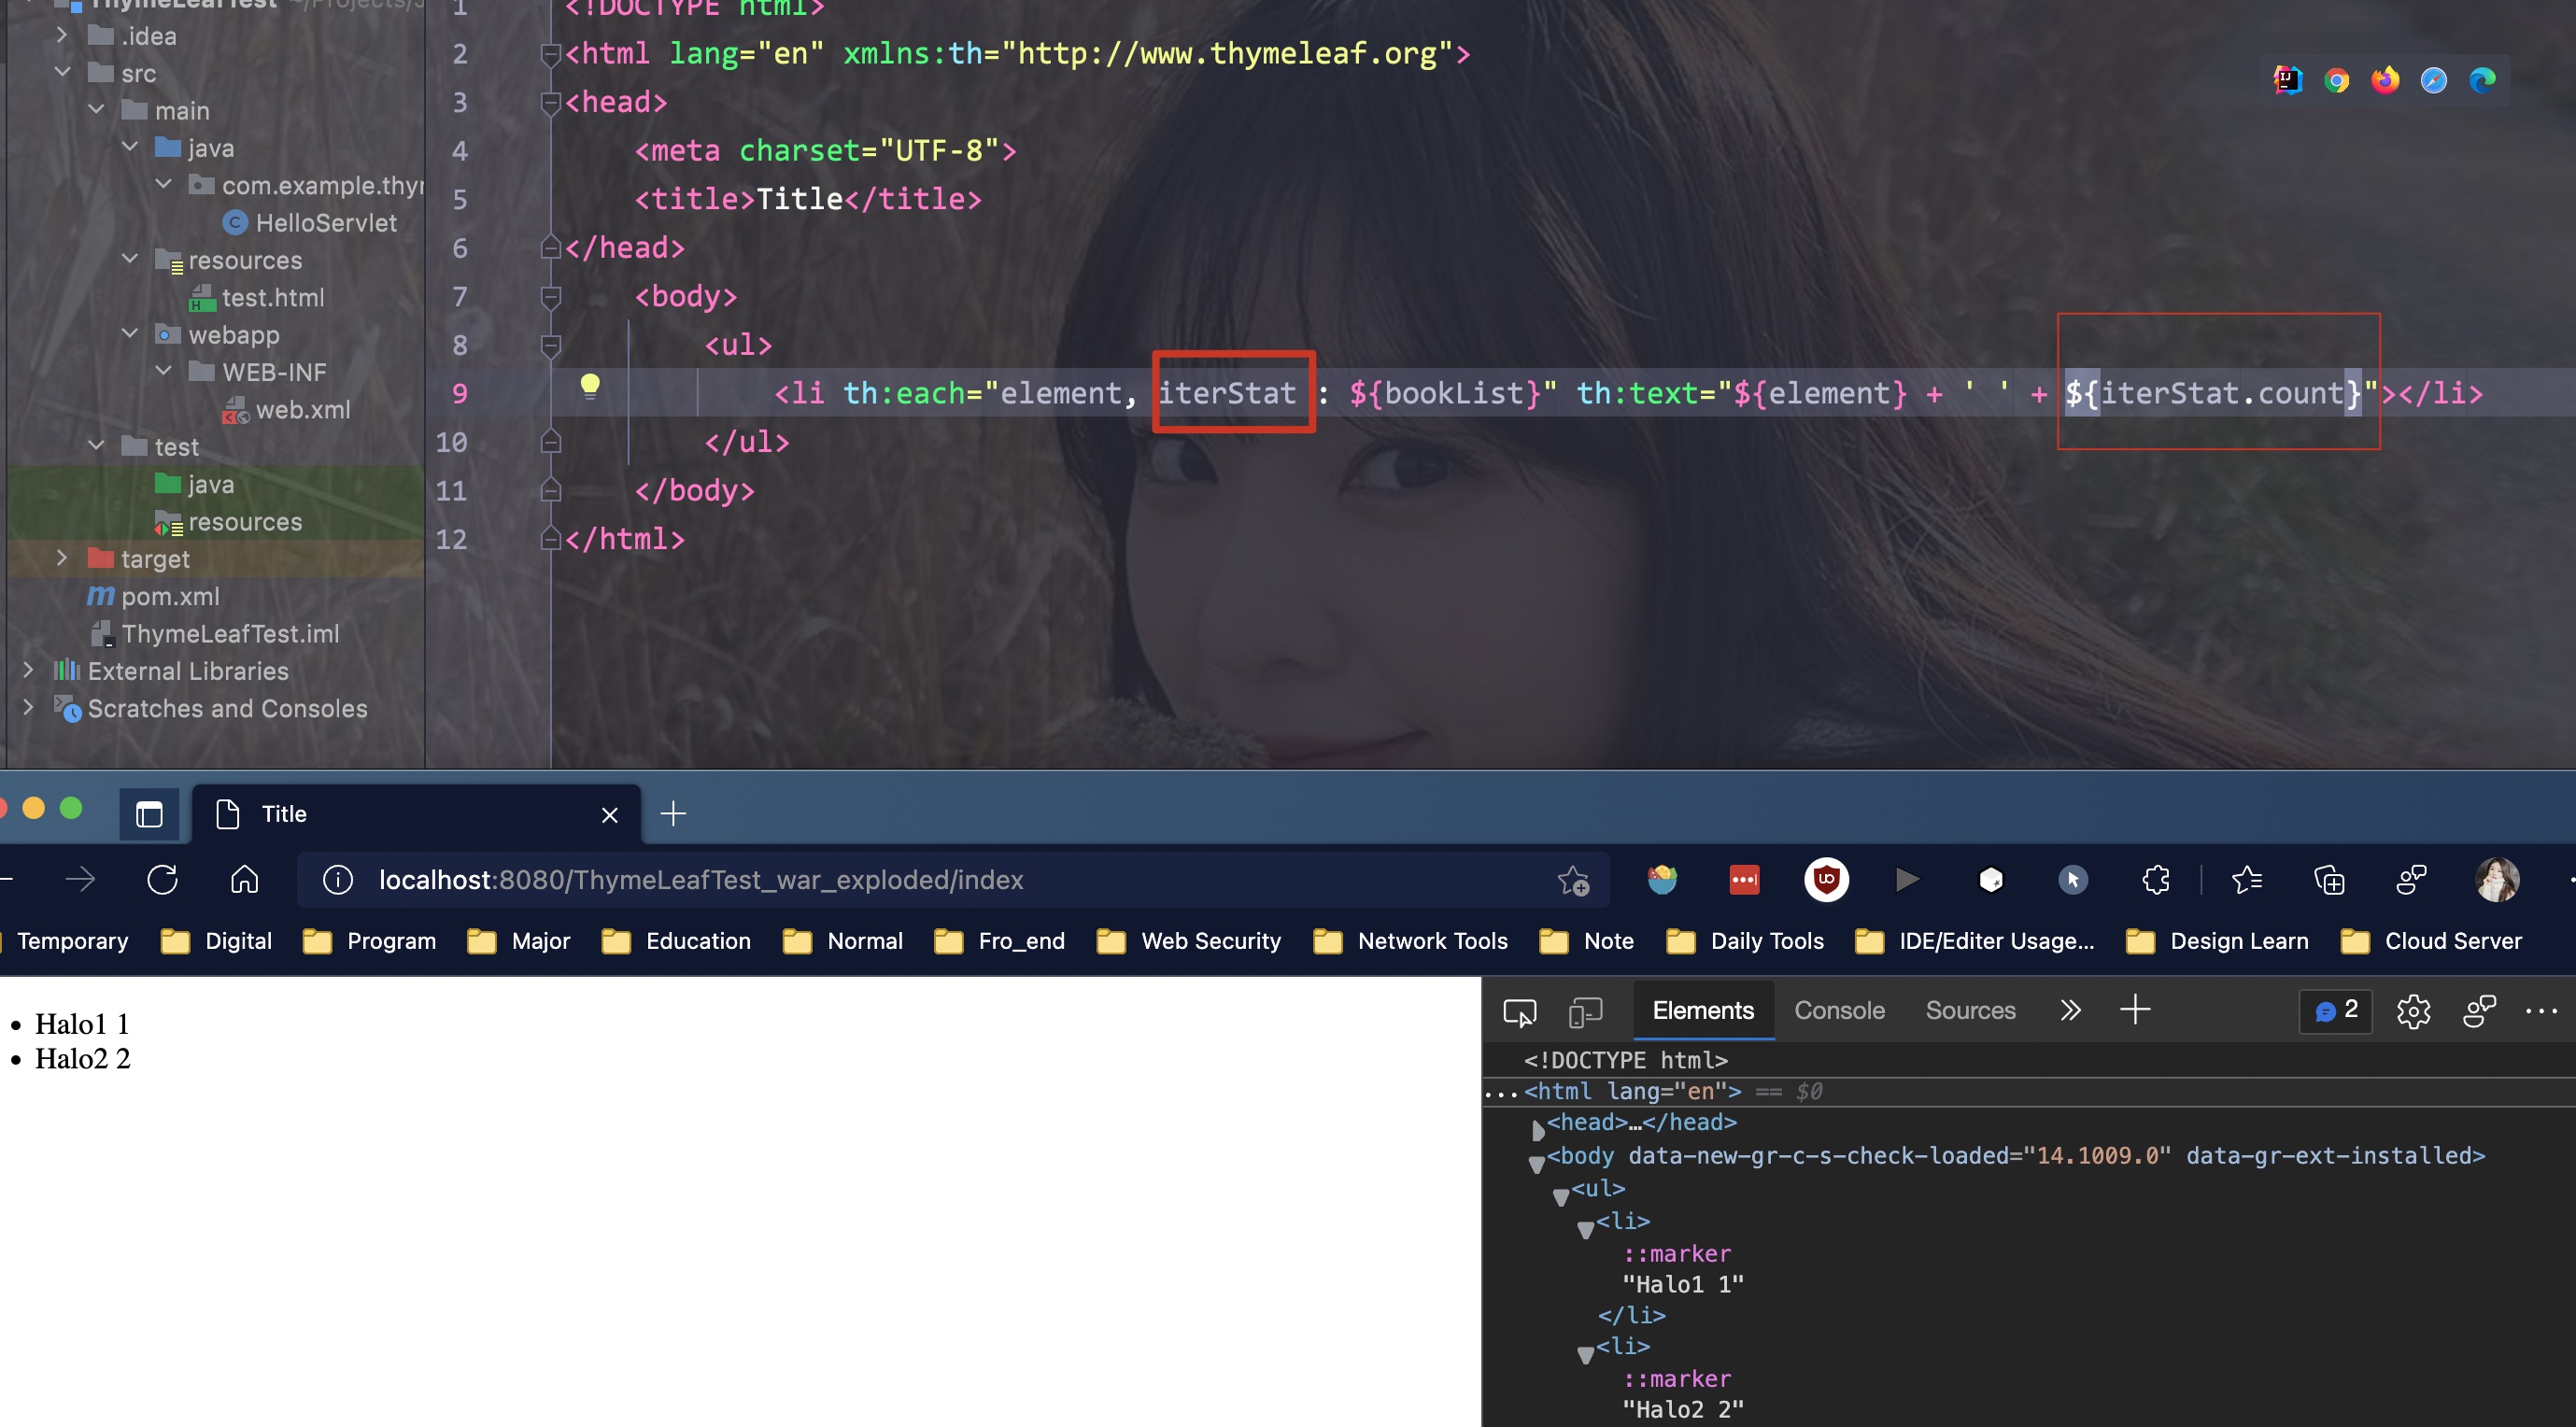 ThymeLeafTest ~/Projects/J
.idea
src
main
java
com.example.thyr
HelloServlet
resources
test.html
webapp
WEB-INF
web.xml
test
java
resources
target
pom.xml
ThymeLeafTest.iml
External Libraries
Scratches and Consoles
1 <!DOCTYPE html>
2 <html lang="en" xmlns:th="http://www.thymeleaf.org">
3 <head>
4 <meta charset="UTF-8">
5 <title>Title</title>
6 </head>
7 <body>
8 <ul>
9 <li th:each="element, iterStat : ${bookList}" th:text="${element} + ' ' + ${iterStat.count}"></li>
10 </ul>
11 </body>
12 </html>
Title
localhost:8080/ThymeLeafTest_war_exploded/index
Temporary Digital Program Major Education Normal Fro_end Web Security Network Tools Note Daily Tools IDE/Editer Usage... Design Learn Cloud Server
• Halo1 1
• Halo2 2
Elements Console Sources 2
<!DOCTYPE html>
...<html lang="en"> == $0
<head>…</head>
<body data-new-gr-c-s-check-loaded="14.1009.0" data-gr-ext-installed>
<ul>
<li>
::marker
"Halo1 1"
</li>
<li>
::marker
"Halo2 2"